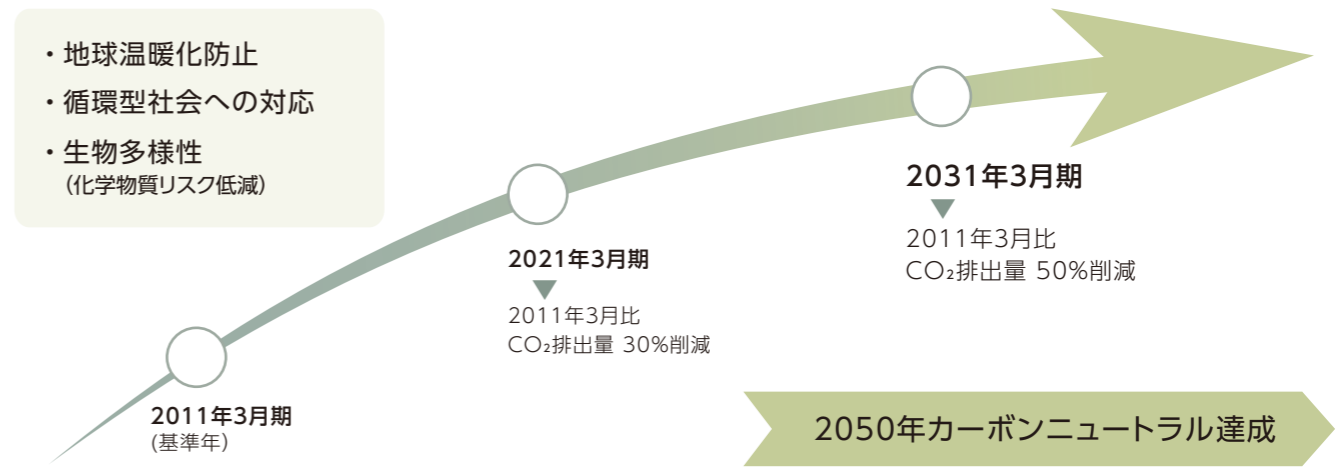 ・地球温暖化防止
・循環型社会への対応
・生物多様性
（化学物質リスク低減）
2011年3月期
(基準年)
2021年3月期
2011年3月比
CO₂排出量 30%削減
2031年3月期
2011年3月比
CO₂排出量 50%削減
2050年カーボンニュートラル達成